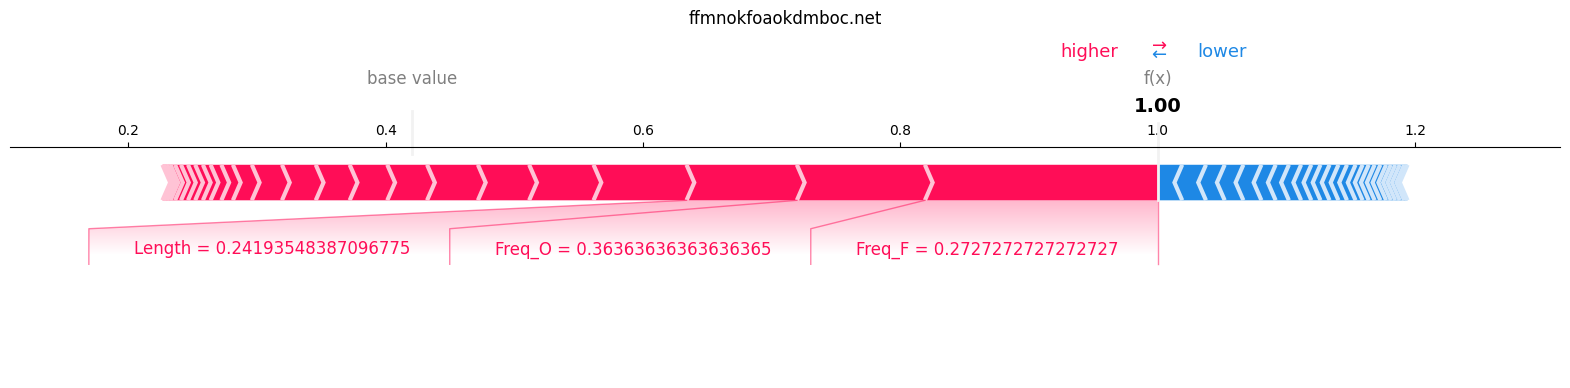 ffmnokfoaokdmboc.net
higher ⇄ lower
base value f(x)
1.00
0.2 0.4 0.6 0.8 1.0 1.2
Length = 0.24193548387096775 Freq_O = 0.36363636363636365 Freq_F = 0.2727272727272727